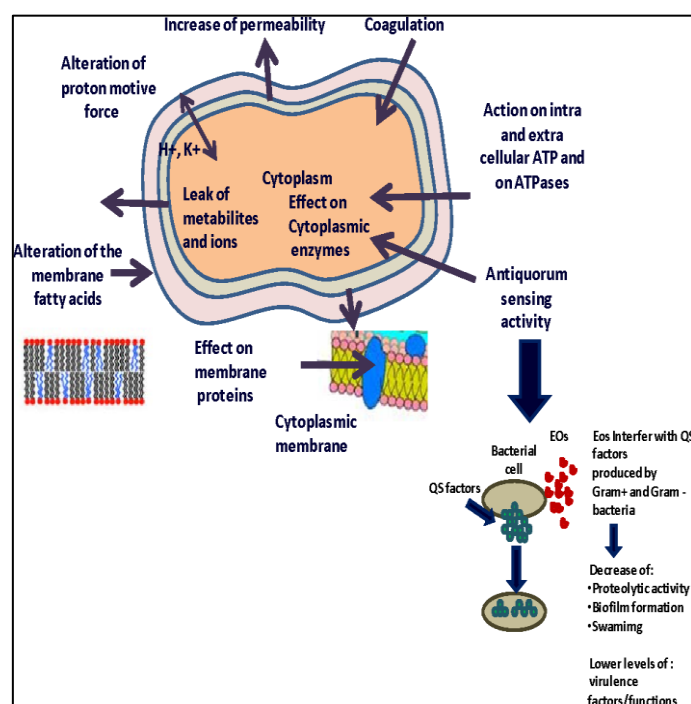 Increase of permeability
Coagulation
Alteration of
proton motive
force
H+, K+
Action on intra
and extra
cellular ATP and
on ATPases
Cytoplasm
Effect on
Cytoplasmic
enzymes
Leak of
metabilites
and ions
Alteration of the
membrane
fatty acids
Antiquorum
sensing
activity
Effect on
membrane
proteins
Cytoplasmic
membrane
EOs
Bacterial
cell
QS factors
Eos Interfer with QS
factors
produced by
Gram+ and Gram -
bacteria
Decrease of:
•Proteolytic activity
•Biofilm formation
•Swamimg
Lower levels of :
virulence
factors/functions